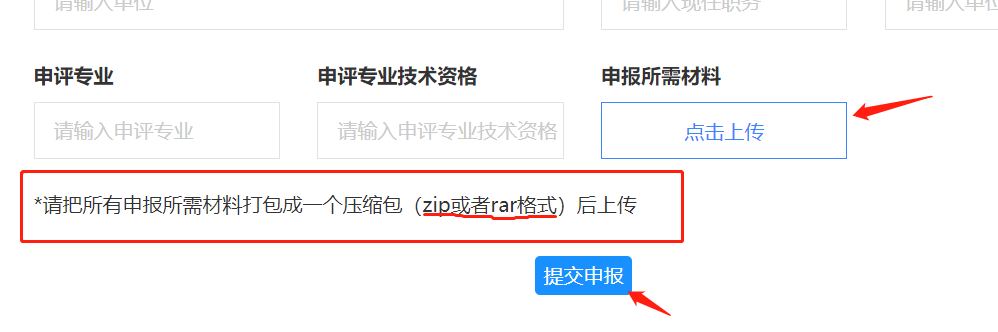 请输入单位 请输入现任职务 请输入单位
申评专业 申评专业技术资格 申报所需材料
请输入申评专业 请输入申评专业技术资格 点击上传
*请把所有申报所需材料打包成一个压缩包（zip或者rar格式）后上传
提交申报